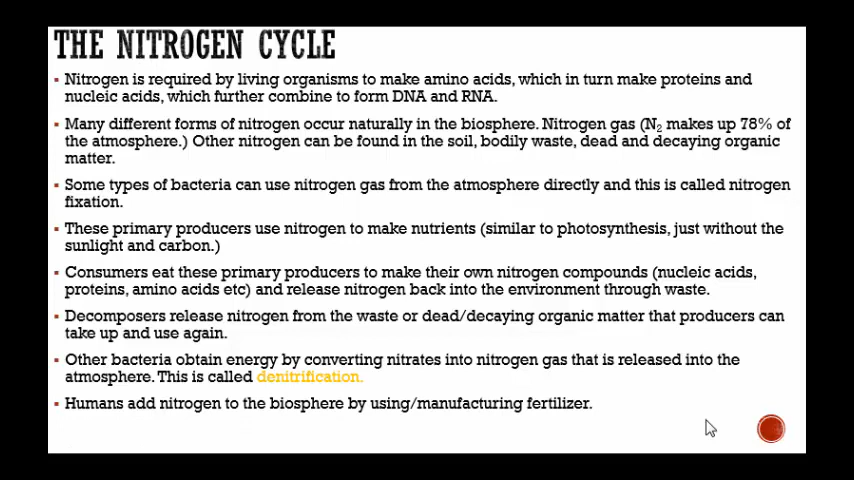 THE NITROGEN CYCLE
▪ Nitrogen is required by living organisms to make amino acids, which in turn make proteins and
nucleic acids, which further combine to form DNA and RNA.
▪ Many different forms of nitrogen occur naturally in the biosphere. Nitrogen gas (N₂ makes up 78% of
the atmosphere.) Other nitrogen can be found in the soil, bodily waste, dead and decaying organic
matter.
▪ Some types of bacteria can use nitrogen gas from the atmosphere directly and this is called nitrogen
fixation.
▪ These primary producers use nitrogen to make nutrients (similar to photosynthesis, just without the
sunlight and carbon.)
▪ Consumers eat these primary producers to make their own nitrogen compounds (nucleic acids,
proteins, amino acids etc) and release nitrogen back into the environment through waste.
▪ Decomposers release nitrogen from the waste or dead/decaying organic matter that producers can
take up and use again.
▪ Other bacteria obtain energy by converting nitrates into nitrogen gas that is released into the
atmosphere. This is called denitrification.
▪ Humans add nitrogen to the biosphere by using/manufacturing fertilizer.